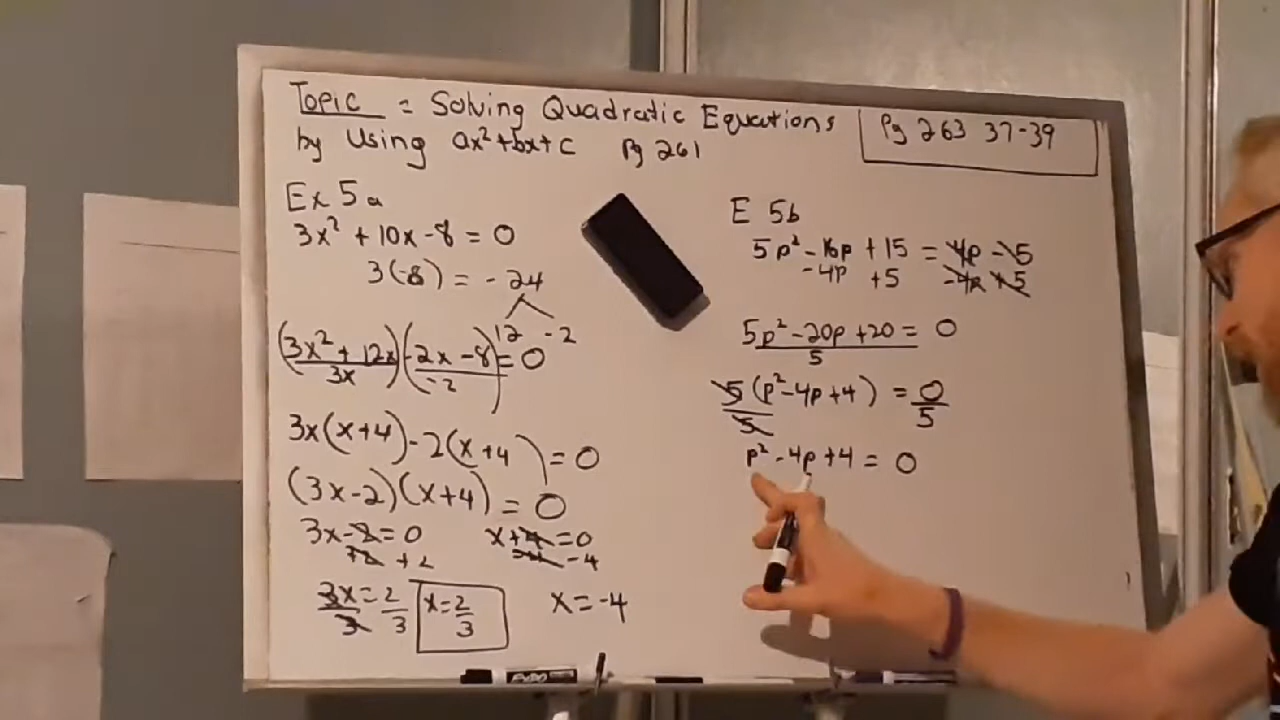 Topic = Solving Quadratic Equations
by Using ax²+bx+c Pg 261
Pg 263 37-39
Ex 5a
3x² + 10x - 8 = 0
3(-8) = -24
12 -2
(3x² + 12x)(-2x - 8) = 0
3x -2
3x(x+4) - 2(x+4) = 0
(3x-2)(x+4) = 0
3x-2=0 x+4=0
+2 +2 -4 -4
3x=2 x=2 x=-4
3 3 3
E 5b
5p² - 16p + 15 = 4p - 5
-4p +5 -4p +5
5p² - 20p + 20 = 0
5
5(p² - 4p + 4) = 0
5 5
p² - 4p + 4 = 0
EXPO